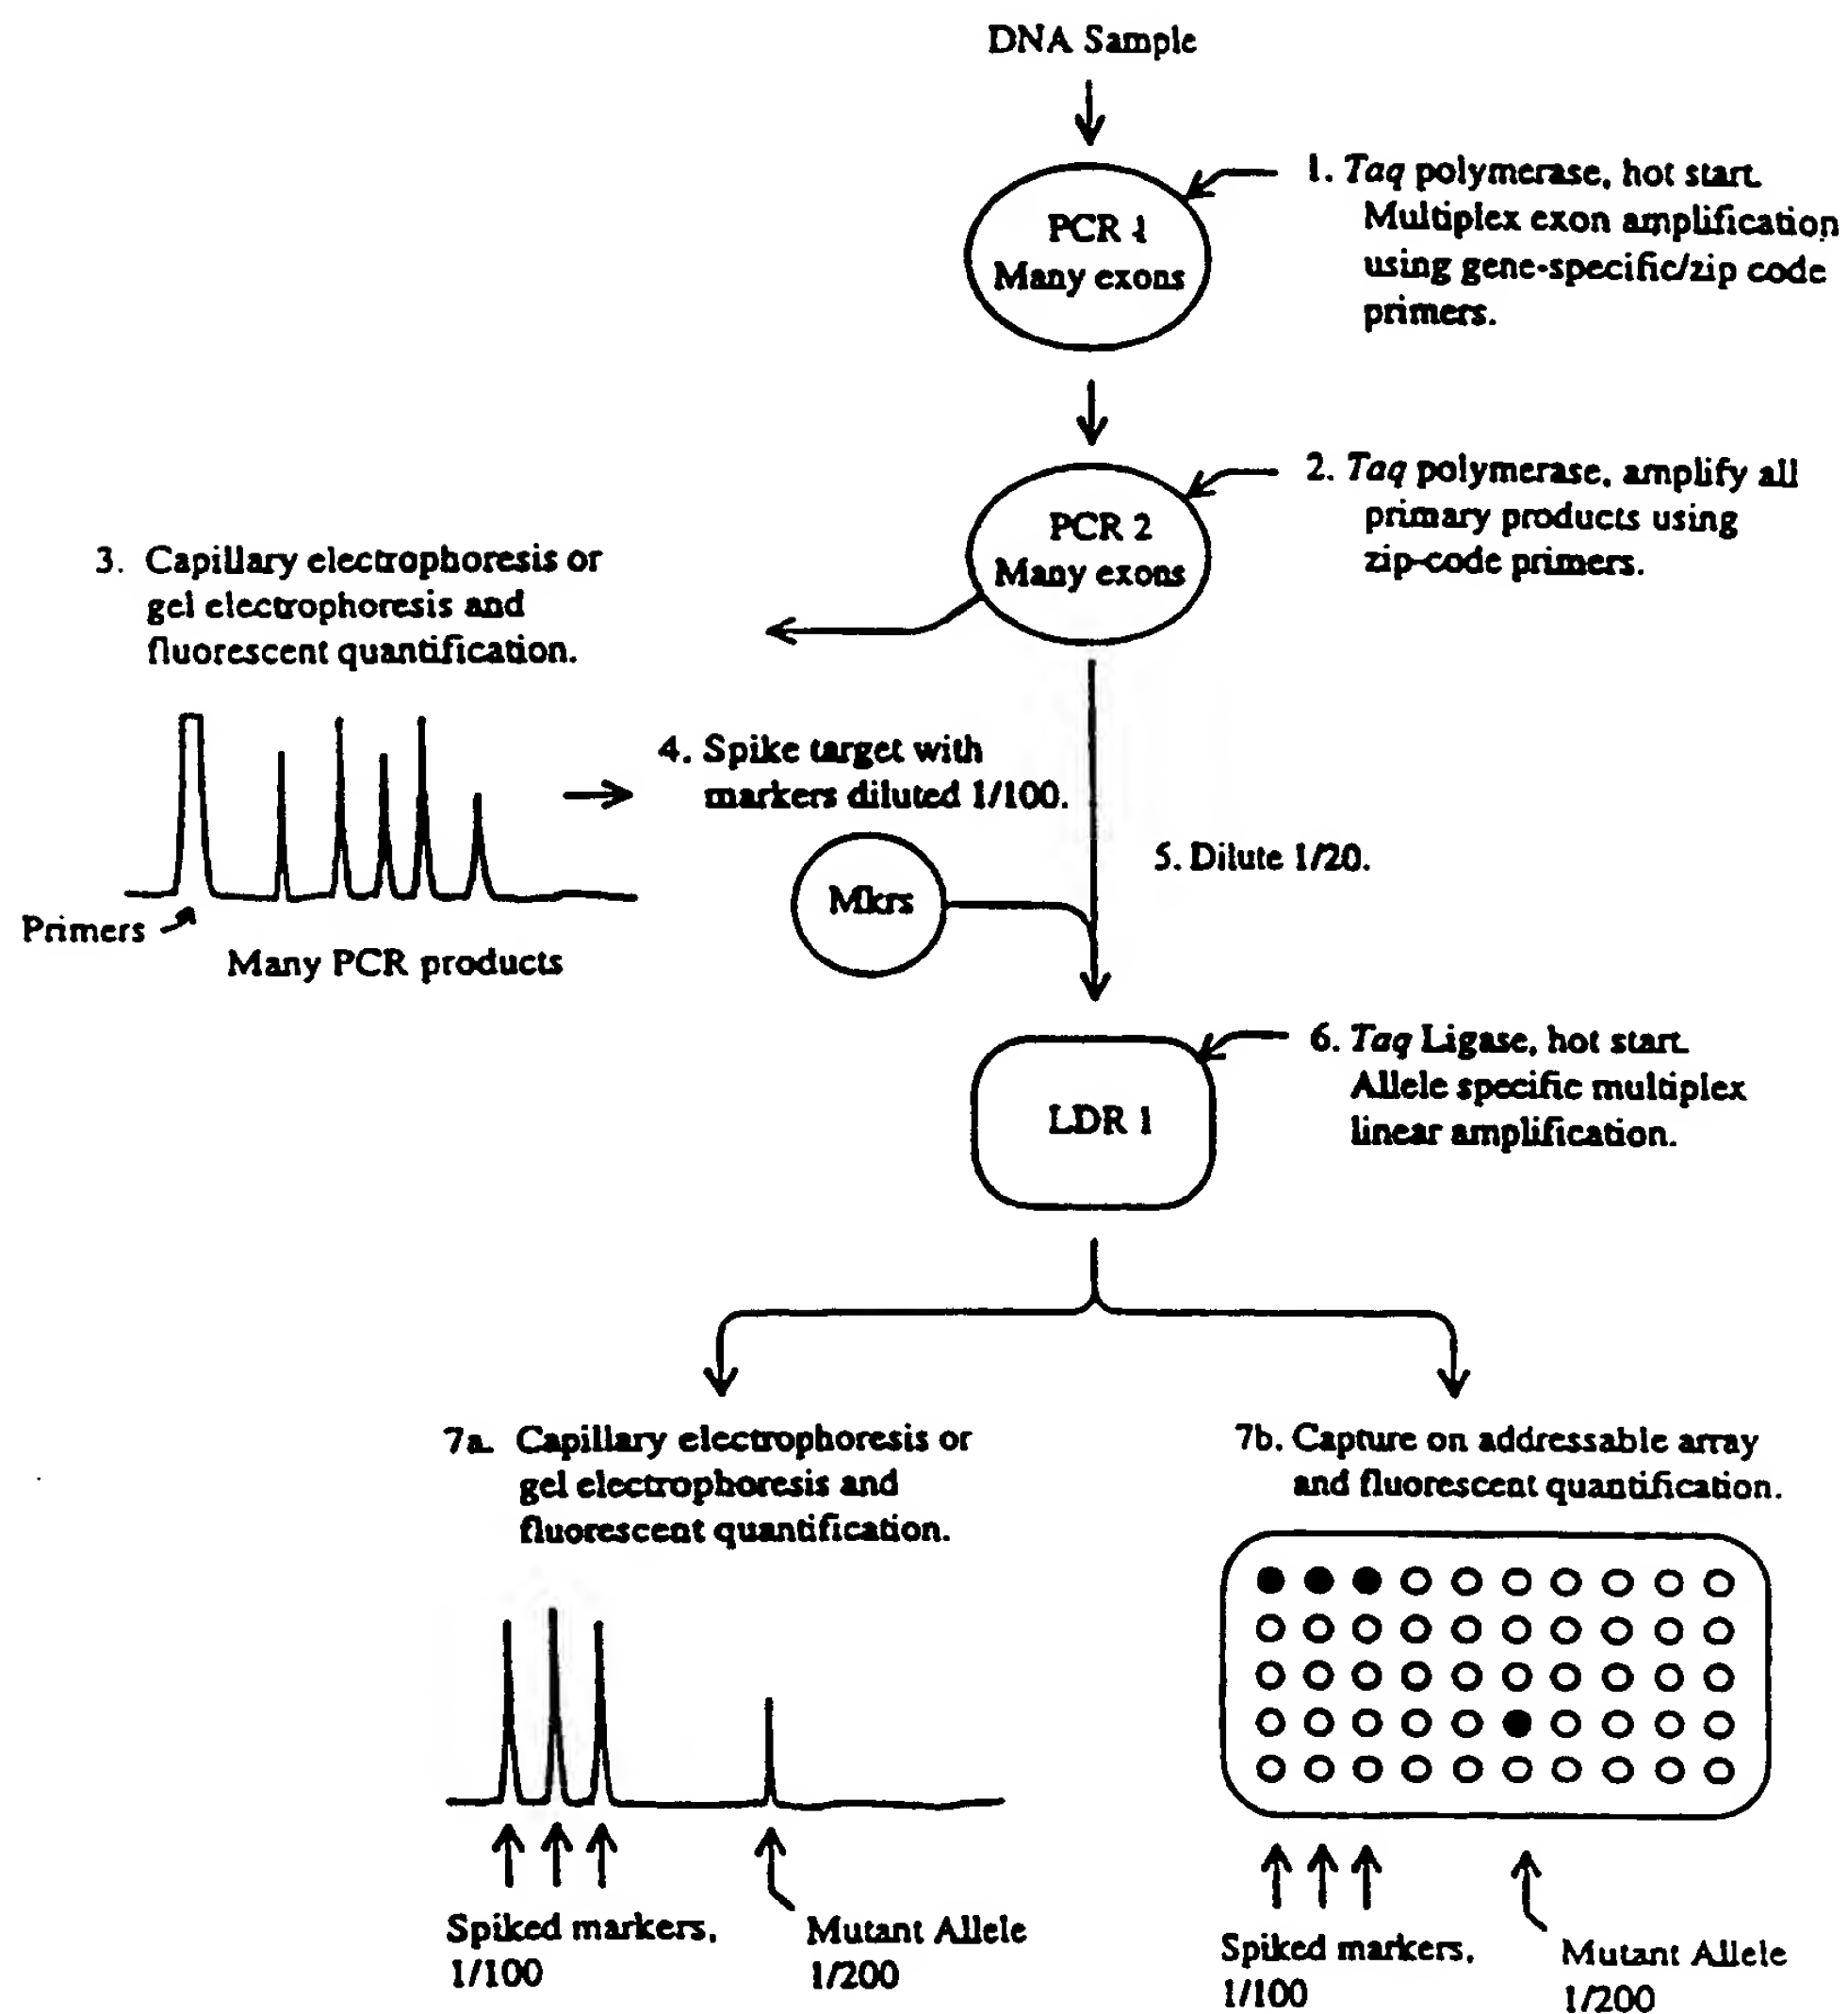 DNA Sample
PCR 1
Many exons
1. Taq polymerase, hot start.
Multiplex exon amplification
using gene-specific/zip code
primers.
PCR 2
Many exons
2. Taq polymerase, amplify all
primary products using
zip-code primers.
3. Capillary electrophoresis or
gel electrophoresis and
fluorescent quantification.
Primers
Many PCR products
4. Spike target with
markers diluted 1/100.
Mkrs
5. Dilute 1/20.
LDR 1
6. Taq Ligase, hot start.
Allele specific multiplex
linear amplification.
7a. Capillary electrophoresis or
gel electrophoresis and
fluorescent quantification.
Spiked markers,
1/100
Mutant Allele
1/200
7b. Capture on addressable array
and fluorescent quantification.
Spiked markers,
1/100
Mutant Allele
1/200